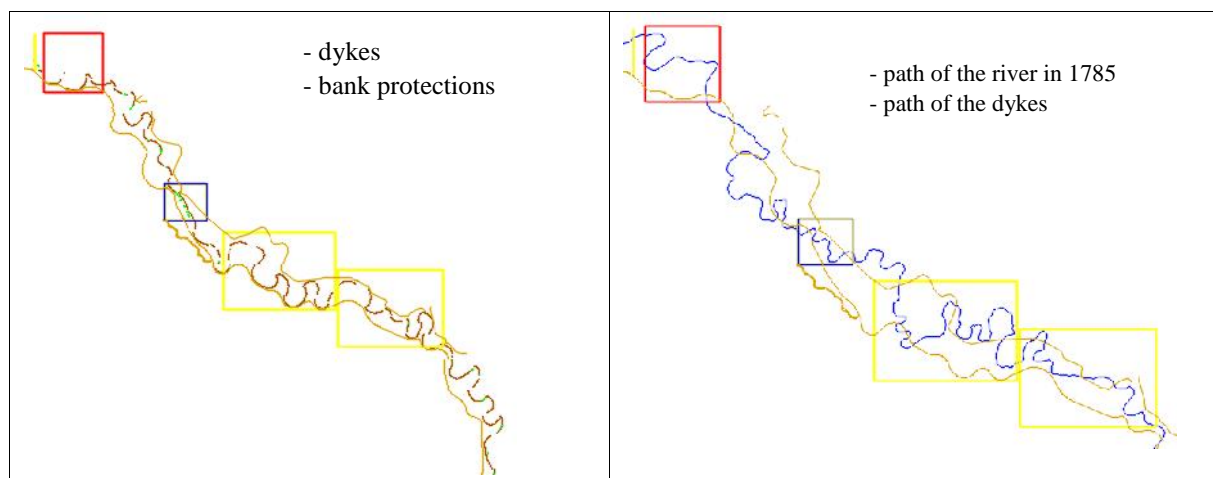 - dykes
- bank protections
- path of the river in 1785
- path of the dykes